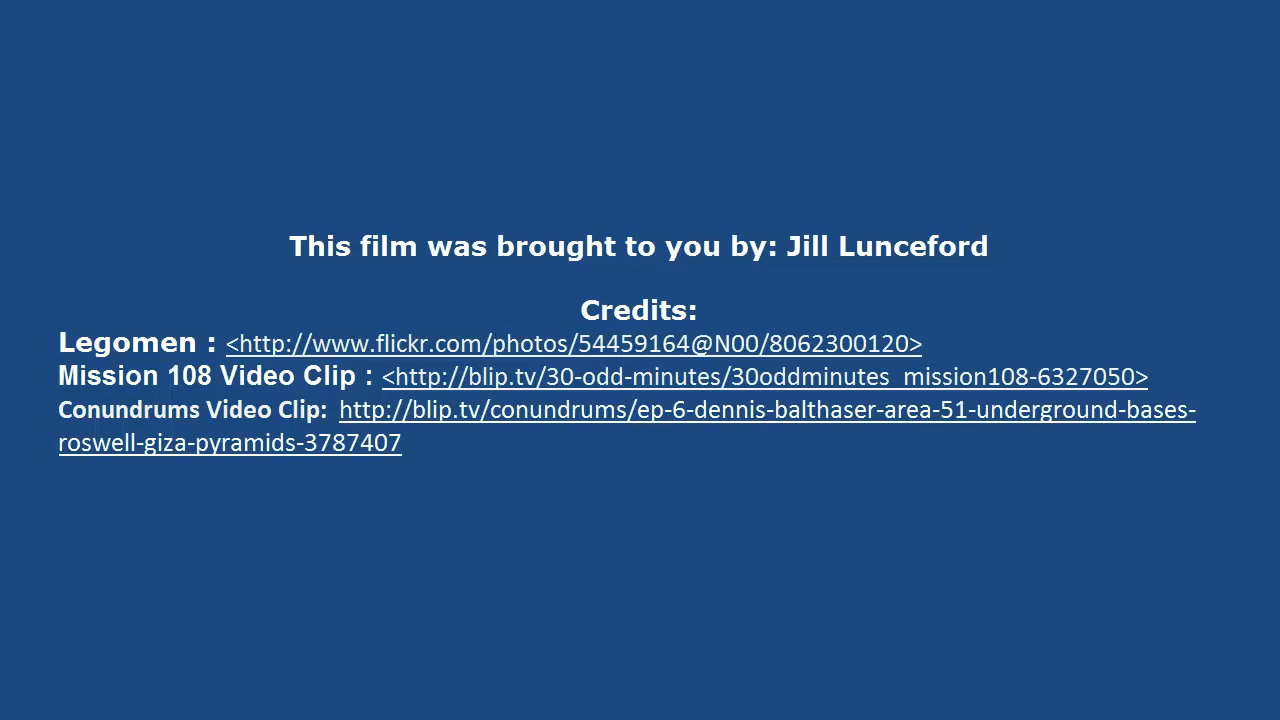 This film was brought to you by: Jill Lunceford
Credits:
Legomen : <http://www.flickr.com/photos/54459164@N00/8062300120>
Mission 108 Video Clip : <http://blip.tv/30-odd-minutes/30oddminutes_mission108-6327050>
Conundrums Video Clip: http://blip.tv/conundrums/ep-6-dennis-balthaser-area-51-underground-bases-
roswell-giza-pyramids-3787407